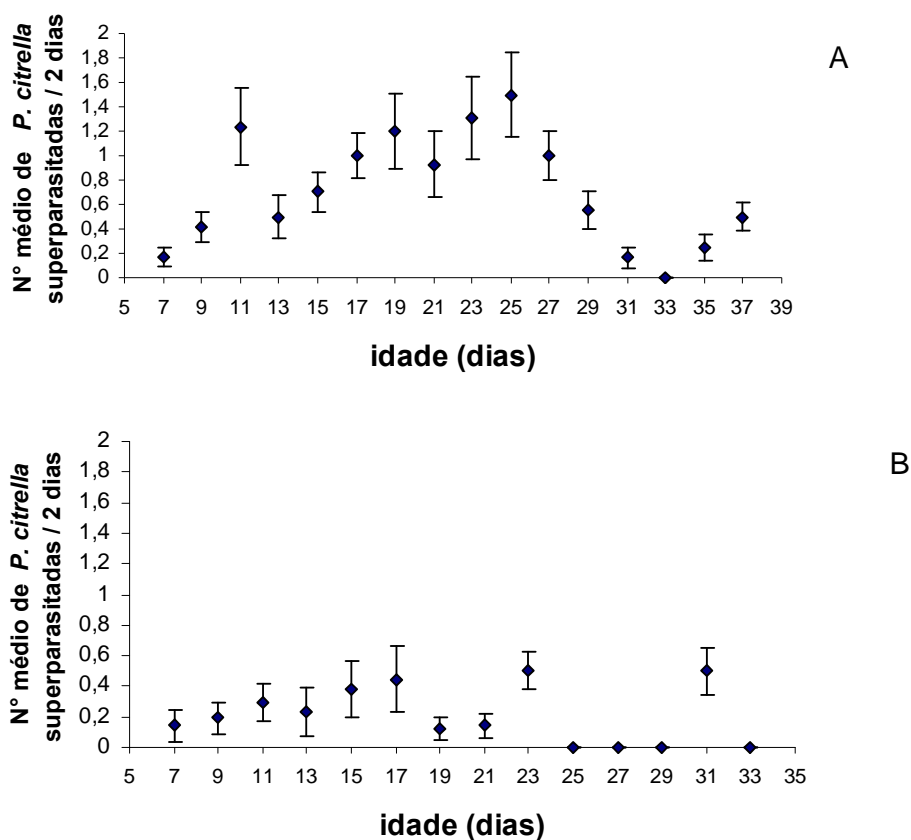 A
N° médio de P. citrella
superparasitadas / 2 dias
2
1,8
1,6
1,4
1,2
1
0,8
0,6
0,4
0,2
0
5 7 9 11 13 15 17 19 21 23 25 27 29 31 33 35 37 39
idade (dias)
B
N° médio de P. citrella
superparasitadas / 2 dias
2
1,8
1,6
1,4
1,2
1
0,8
0,6
0,4
0,2
0
5 7 9 11 13 15 17 19 21 23 25 27 29 31 33 35
idade (dias)